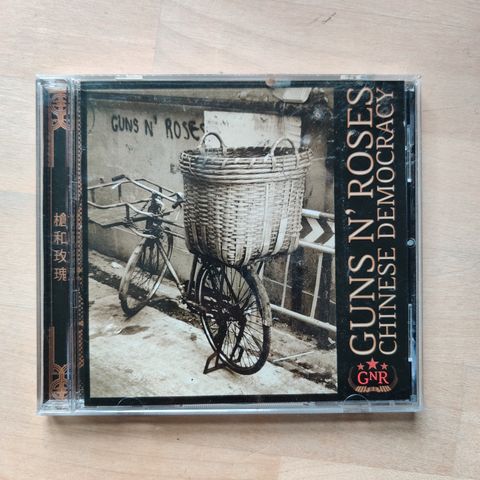 槍和玫瑰
GUNS N' ROSES
GUNS N' ROSES
CHINESE DEMOCRACY
GNR